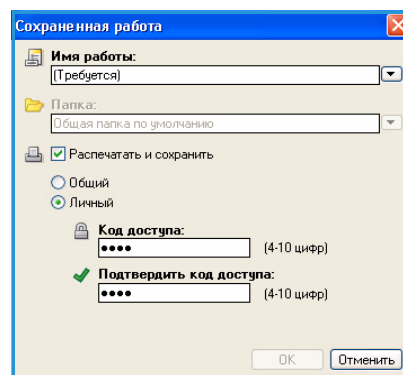 Сохраненная работа
Имя работы:
(Требуется)
Папка:
Общая папка по умолчанию
Распечатать и сохранить
Общий
Личный
Код доступа:
●●●● (4-10 цифр)
Подтвердить код доступа:
●●●● (4-10 цифр)
OK Отменить